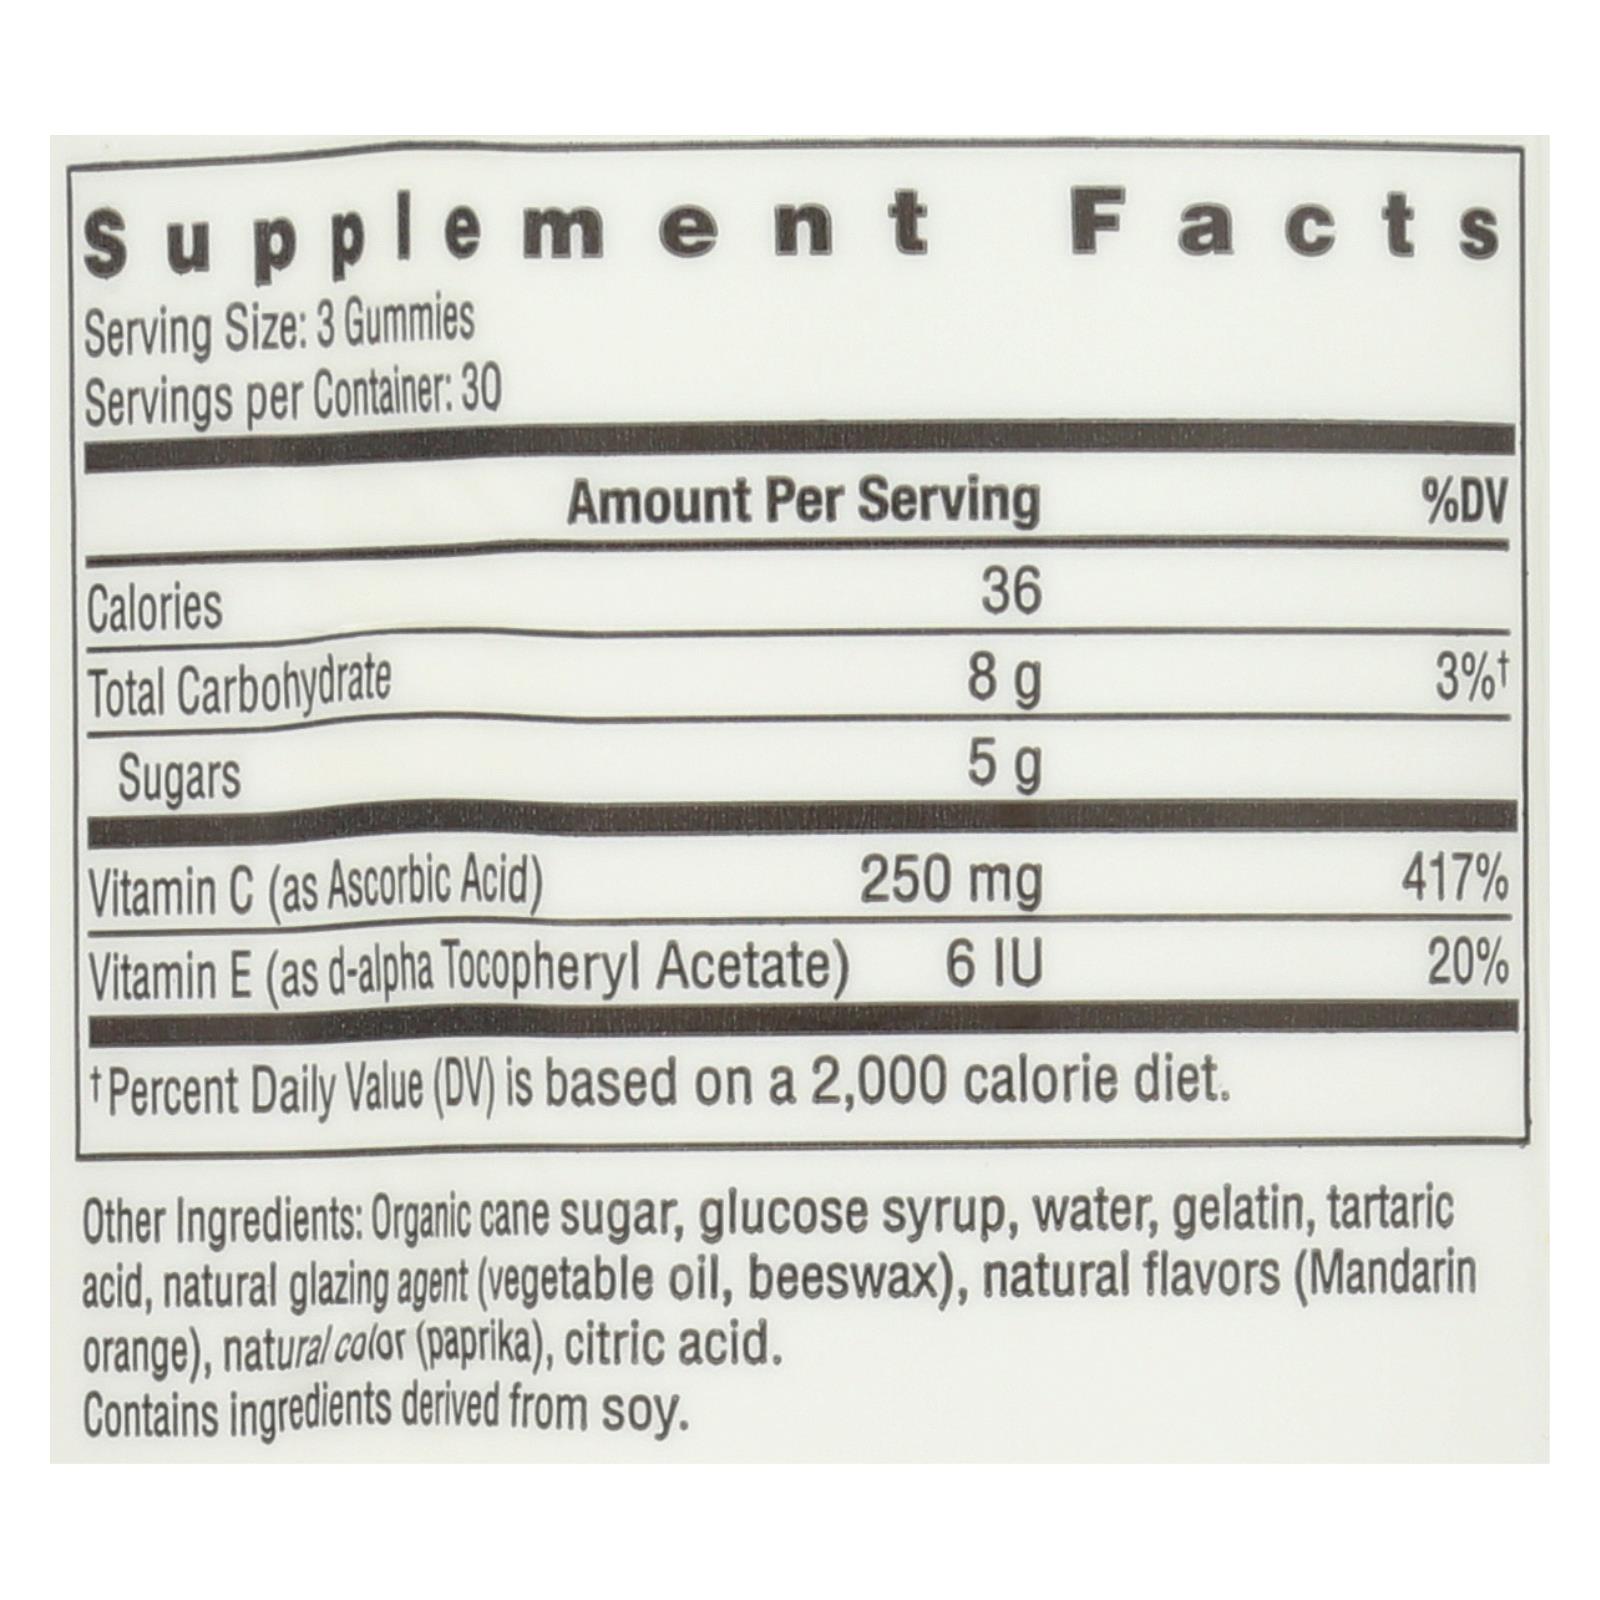 Supplement Facts
Serving Size: 3 Gummies
Servings per Container: 30
Amount Per Serving %DV
Calories 36
Total Carbohydrate 8 g 3%†
Sugars 5 g
Vitamin C (as Ascorbic Acid) 250 mg 417%
Vitamin E (as d-alpha Tocopheryl Acetate) 6 IU 20%
†Percent Daily Value (DV) is based on a 2,000 calorie diet.
Other Ingredients: Organic cane sugar, glucose syrup, water, gelatin, tartaric
acid, natural glazing agent (vegetable oil, beeswax), natural flavors (Mandarin
orange), natural color (paprika), citric acid.
Contains ingredients derived from soy.